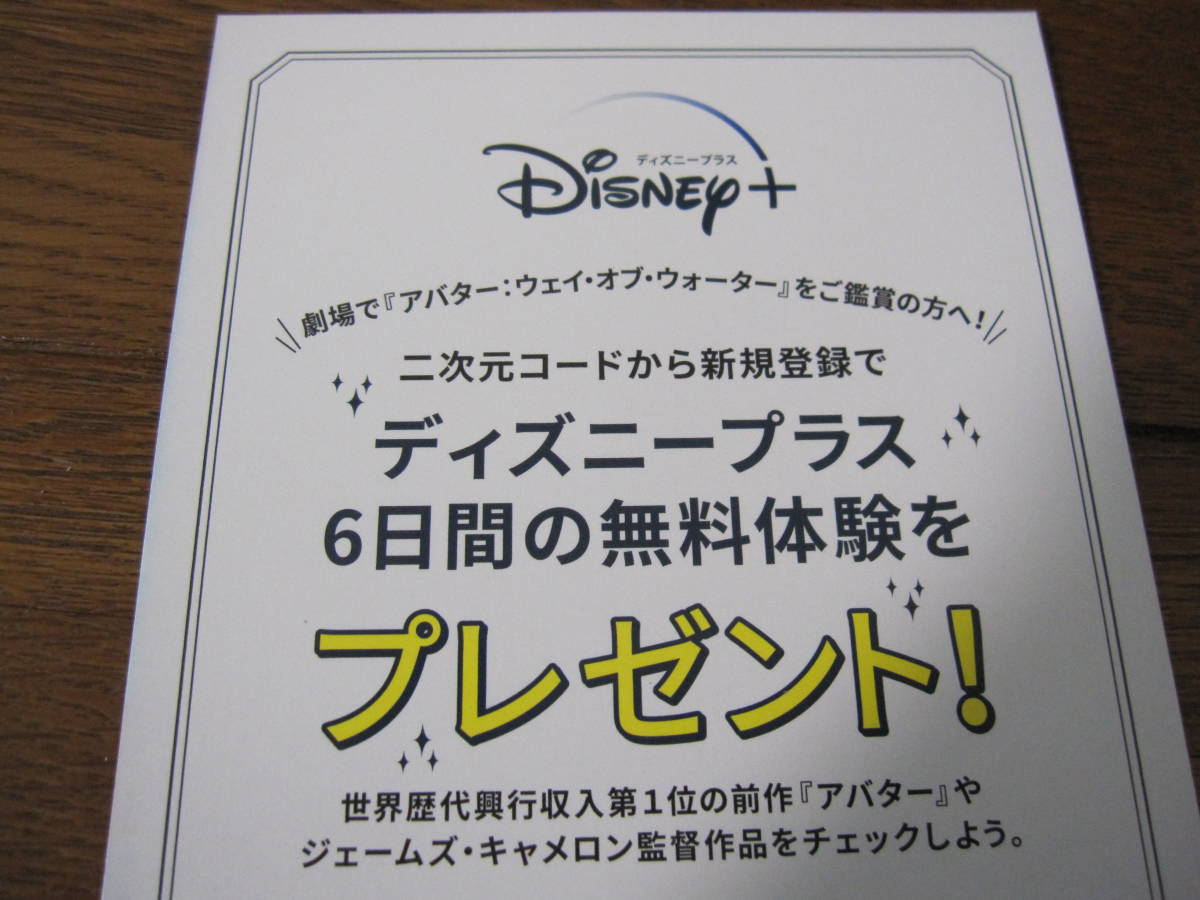 ディズニープラス
Disney+
劇場で『アバター：ウェイ・オブ・ウォーター』をご鑑賞の方へ！
二次元コードから新規登録で
ディズニープラス
6日間の無料体験を
プレゼント！
世界歴代興行収入第1位の前作『アバター』や
ジェームズ・キャメロン監督作品をチェックしよう。